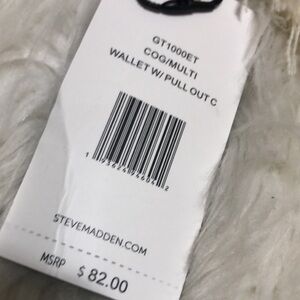 GT1000ET
COG/MULTI
WALLET W/ PULL OUT C
STEVEMADDEN.COM
MSRP $ 82.00